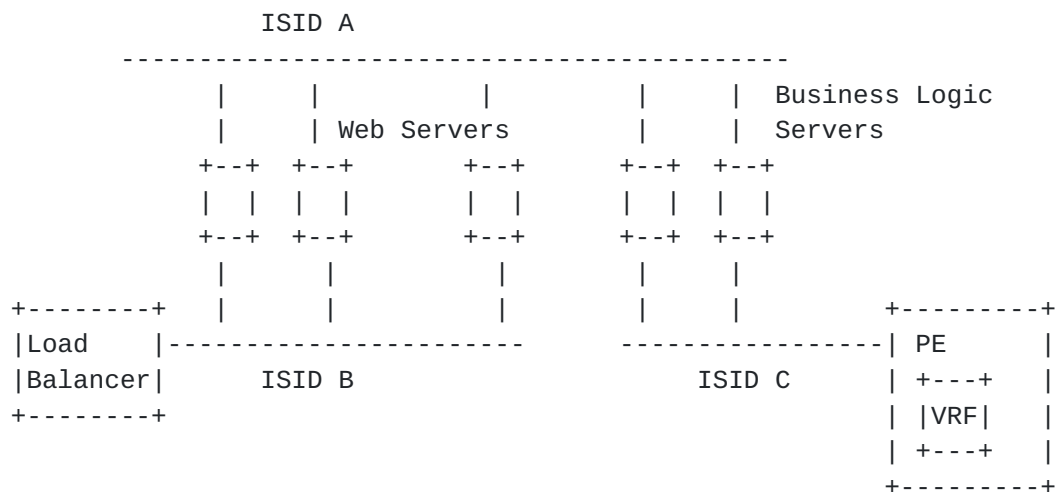 ISID A
Business Logic
Web Servers Servers
Load PE
Balancer ISID B ISID C
VRF